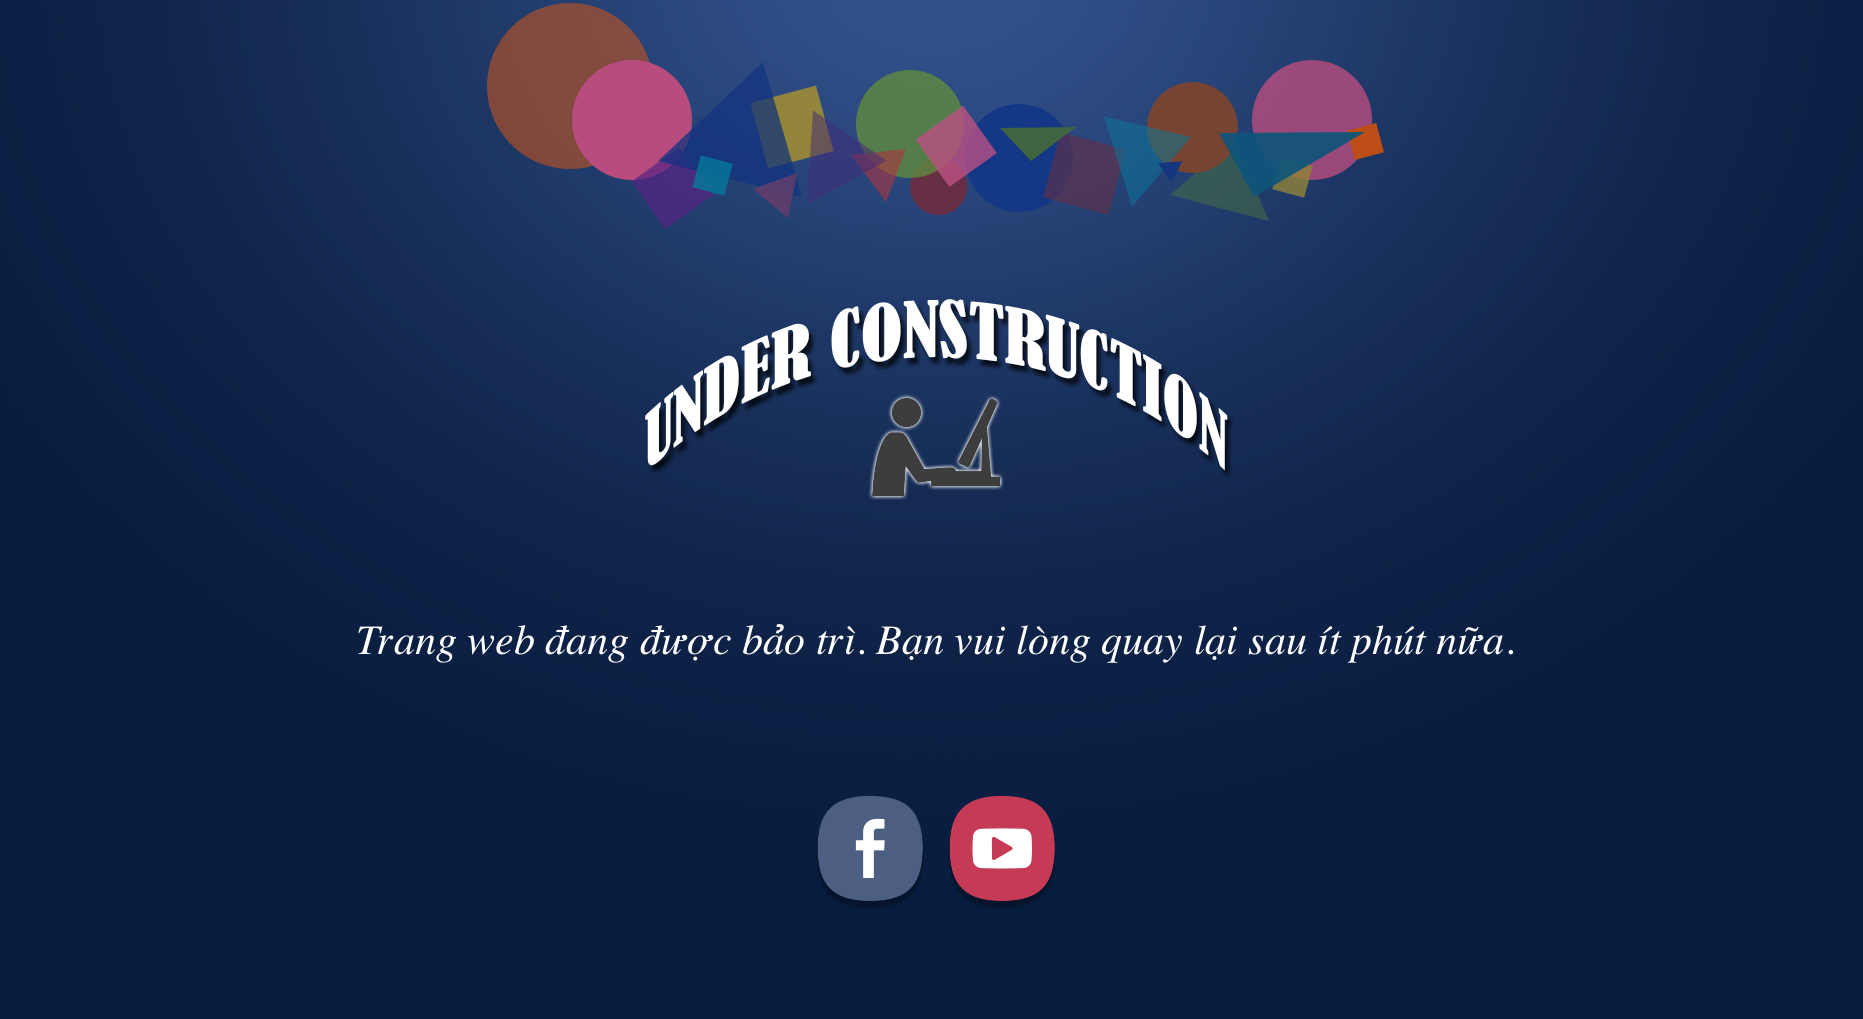 UNDER CONSTRUCTION
Trang web đang được bảo trì. Bạn vui lòng quay lại sau ít phút nữa.